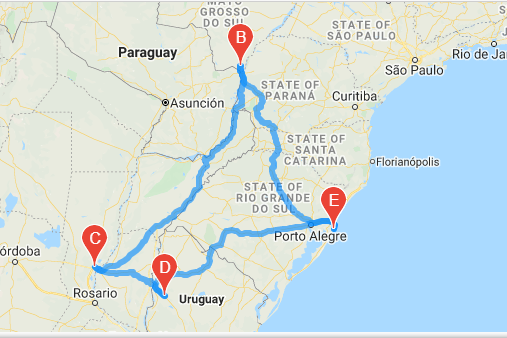 MATO
GROSSO
DO SUL
B
Paraguay
STATE OF
SÃO PAULO
Rio de Ja
São Paulo
STATE OF
PARANÁ
Asunción
Curitiba
STATE OF
SANTA
CATARINA
Florianópolis
STATE OF
RIO GRANDE
DO SUL
E
Porto Alegre
C
órdoba
D
Rosario
Uruguay